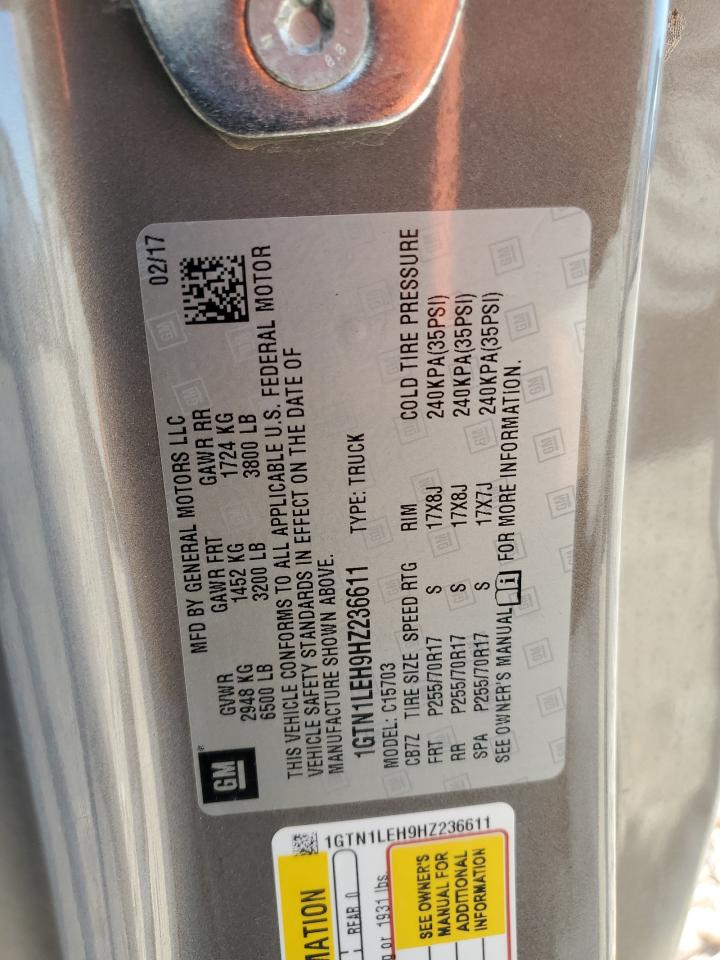 8.8
02/17
MFD BY GENERAL MOTORS LLC
GVWR GAWR FRT GAWR RR
2948 KG 1452 KG 1724 KG
6500 LB 3200 LB 3800 LB
GM
THIS VEHICLE CONFORMS TO ALL APPLICABLE U.S. FEDERAL MOTOR
VEHICLE SAFETY STANDARDS IN EFFECT ON THE DATE OF
MANUFACTURE SHOWN ABOVE.
1GTN1LEH9HZ236611 TYPE: TRUCK
MODEL: C15703
CB7Z TIRE SIZE SPEED RTG RIM COLD TIRE PRESSURE
FRT P255/70R17 S 17X8J 240KPA(35PSI)
RR P255/70R17 S 17X8J 240KPA(35PSI)
SPA P255/70R17 S 17X7J 240KPA(35PSI)
SEE OWNER'S MANUAL i FOR MORE INFORMATION.
1GTN1LEH9HZ236611
REAR 0
or 1931 lbs.
SEE OWNER'S
MANUAL FOR
ADDITIONAL
INFORMATION